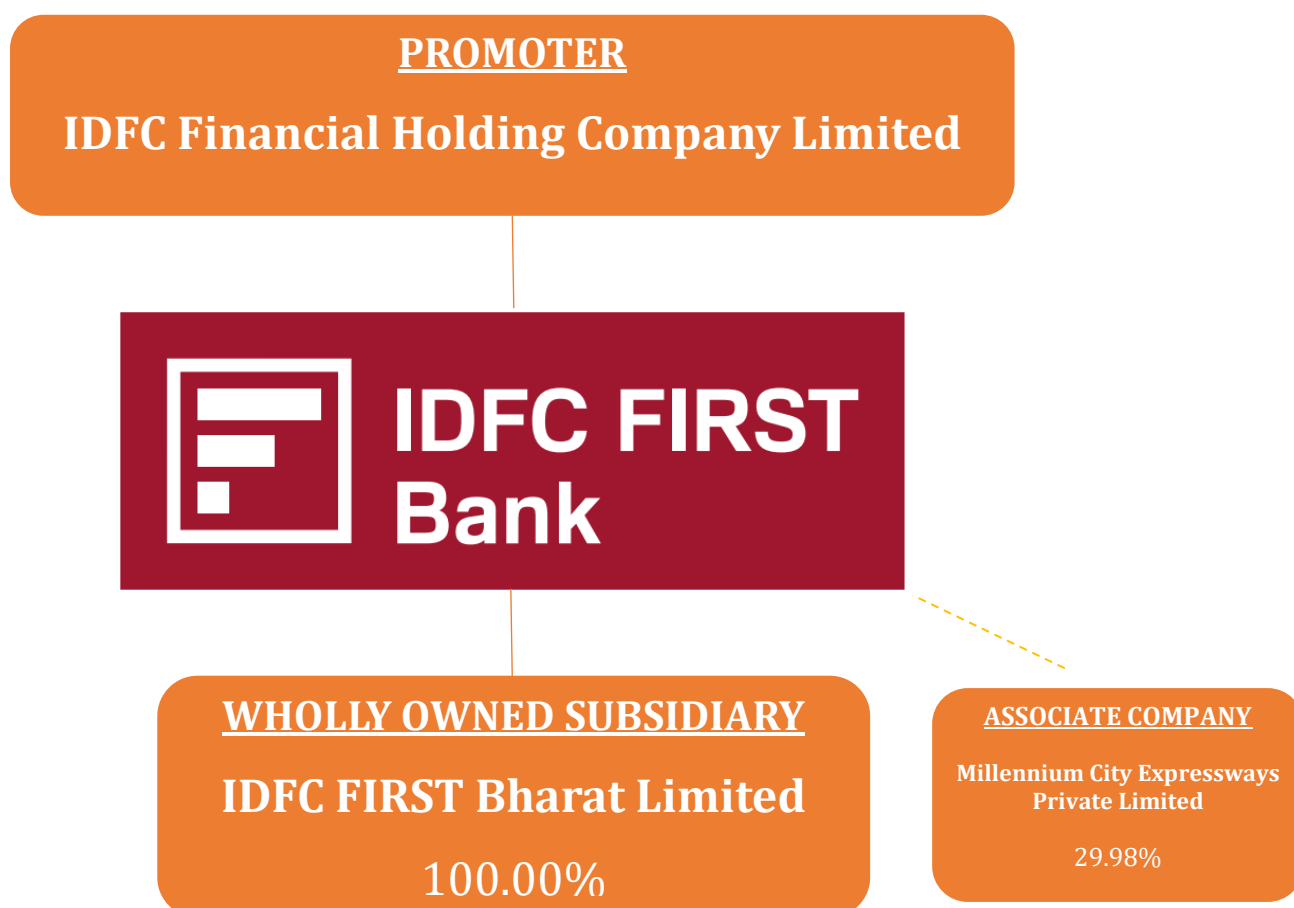 PROMOTER
IDFC Financial Holding Company Limited
IDFC FIRST
Bank
WHOLLY OWNED SUBSIDIARY
IDFC FIRST Bharat Limited
100.00%
ASSOCIATE COMPANY
Millennium City Expressways
Private Limited
29.98%